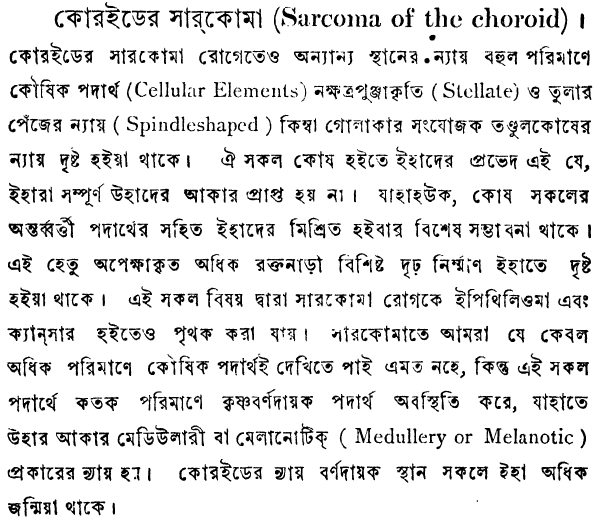 কোরইডের সার্‌কোমা (Sarcoma of the choroid) ।
কোরইডের সারকোমা রোগেতেও অন্যান্য স্থানের ন্যায় বহুল পরিমাণে
কৌষিক পদার্থ (Cellular Elements) নক্ষত্রপুঞ্জাকৃতি (Stellate) ও তুলার
পেঁজের ন্যায় ( Spindleshaped ) কিম্বা গোলাকার সংযোজক তণ্ডুলকোষের
ন্যায় দৃষ্ট হইয়া থাকে। ঐ সকল কোষ হইতে ইহাদের প্রভেদ এই যে,
ইহারা সম্পূর্ণ উহাদের আকার প্রাপ্ত হয় না। যাহাহউক, কোষ সকলের
অন্তর্ব্বর্ত্তী পদার্থের সহিত ইহাদের মিশ্রিত হইবার বিশেষ সম্ভাবনা থাকে।
এই হেতু অপেক্ষাকৃত অধিক রক্তনাড়ী বিশিষ্ট দৃঢ় নির্ম্মাণ ইহাতে দৃষ্ট
হইয়া থাকে। এই সকল বিষয় দ্বারা সারকোমা রোগকে ইপিথিলিওমা এবং
ক্যান্‌সার হইতেও পৃথক করা যায়। সারকোমাতে আমরা যে কেবল
অধিক পরিমাণে কৌষিক পদার্থই দেখিতে পাই এমত নহে, কিন্তু এই সকল
পদার্থে কতক পরিমাণে কৃষ্ণবর্ণদায়ক পদার্থ অবস্থিতি করে, যাহাতে
উহার আকার মেডিউলারী বা মেলানোটিক্ ( Medullery or Melanotic )
প্রকারের ন্যায় হয়। কোরইডের ন্যায় বর্ণদায়ক স্থান সকলে ইহা অধিক
জন্মিয়া থাকে।